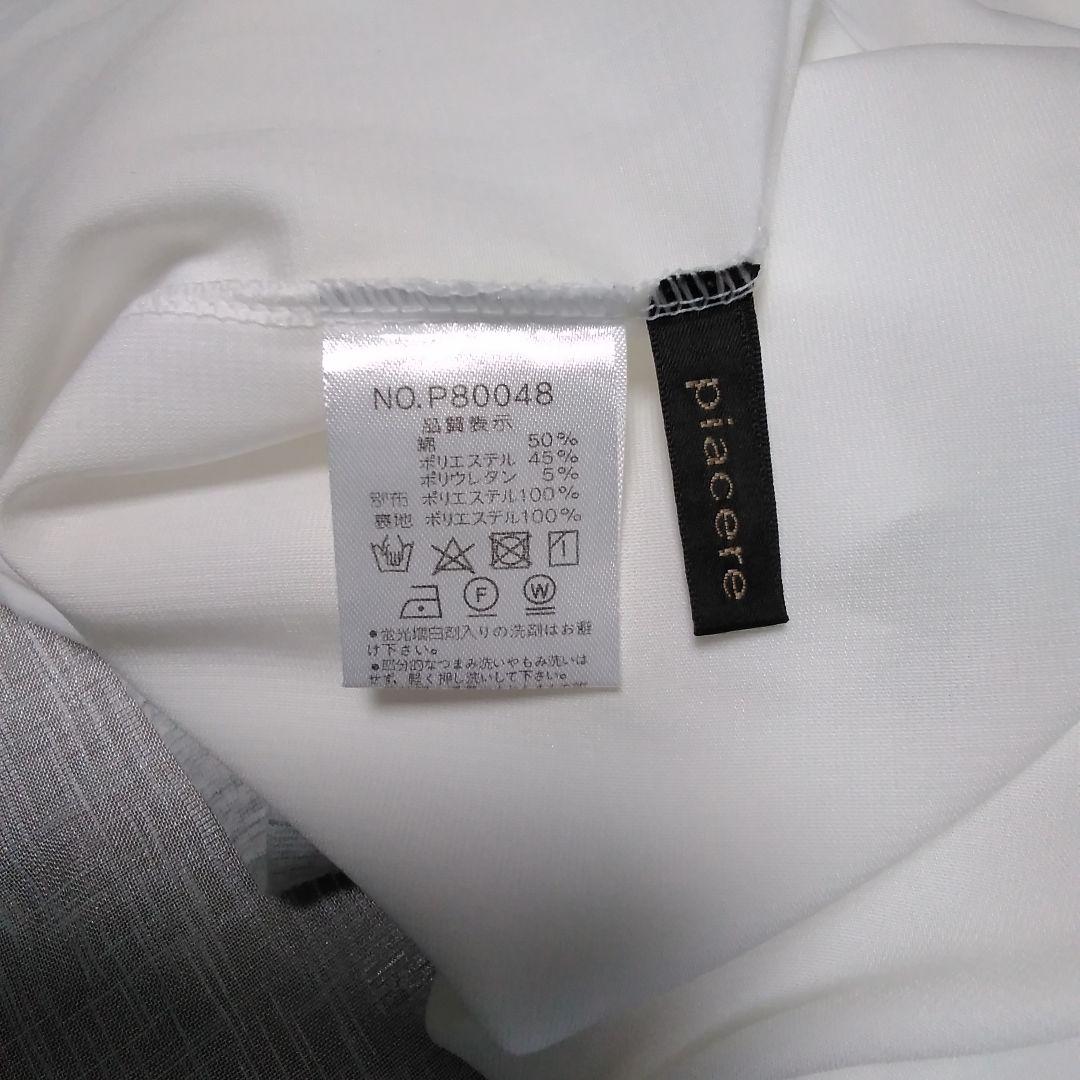 NO.P80048
品質表示
綿 50%
ポリエステル 45%
ポリウレタン 5%
別布 ポリエステル100%
裏地 ポリエステル100%
1
F W
●蛍光増白剤入りの洗剤はお避
け下さい。
●部分的なつまみ洗いやもみ洗いは
せず、軽く押し洗いして下さい。
piacere